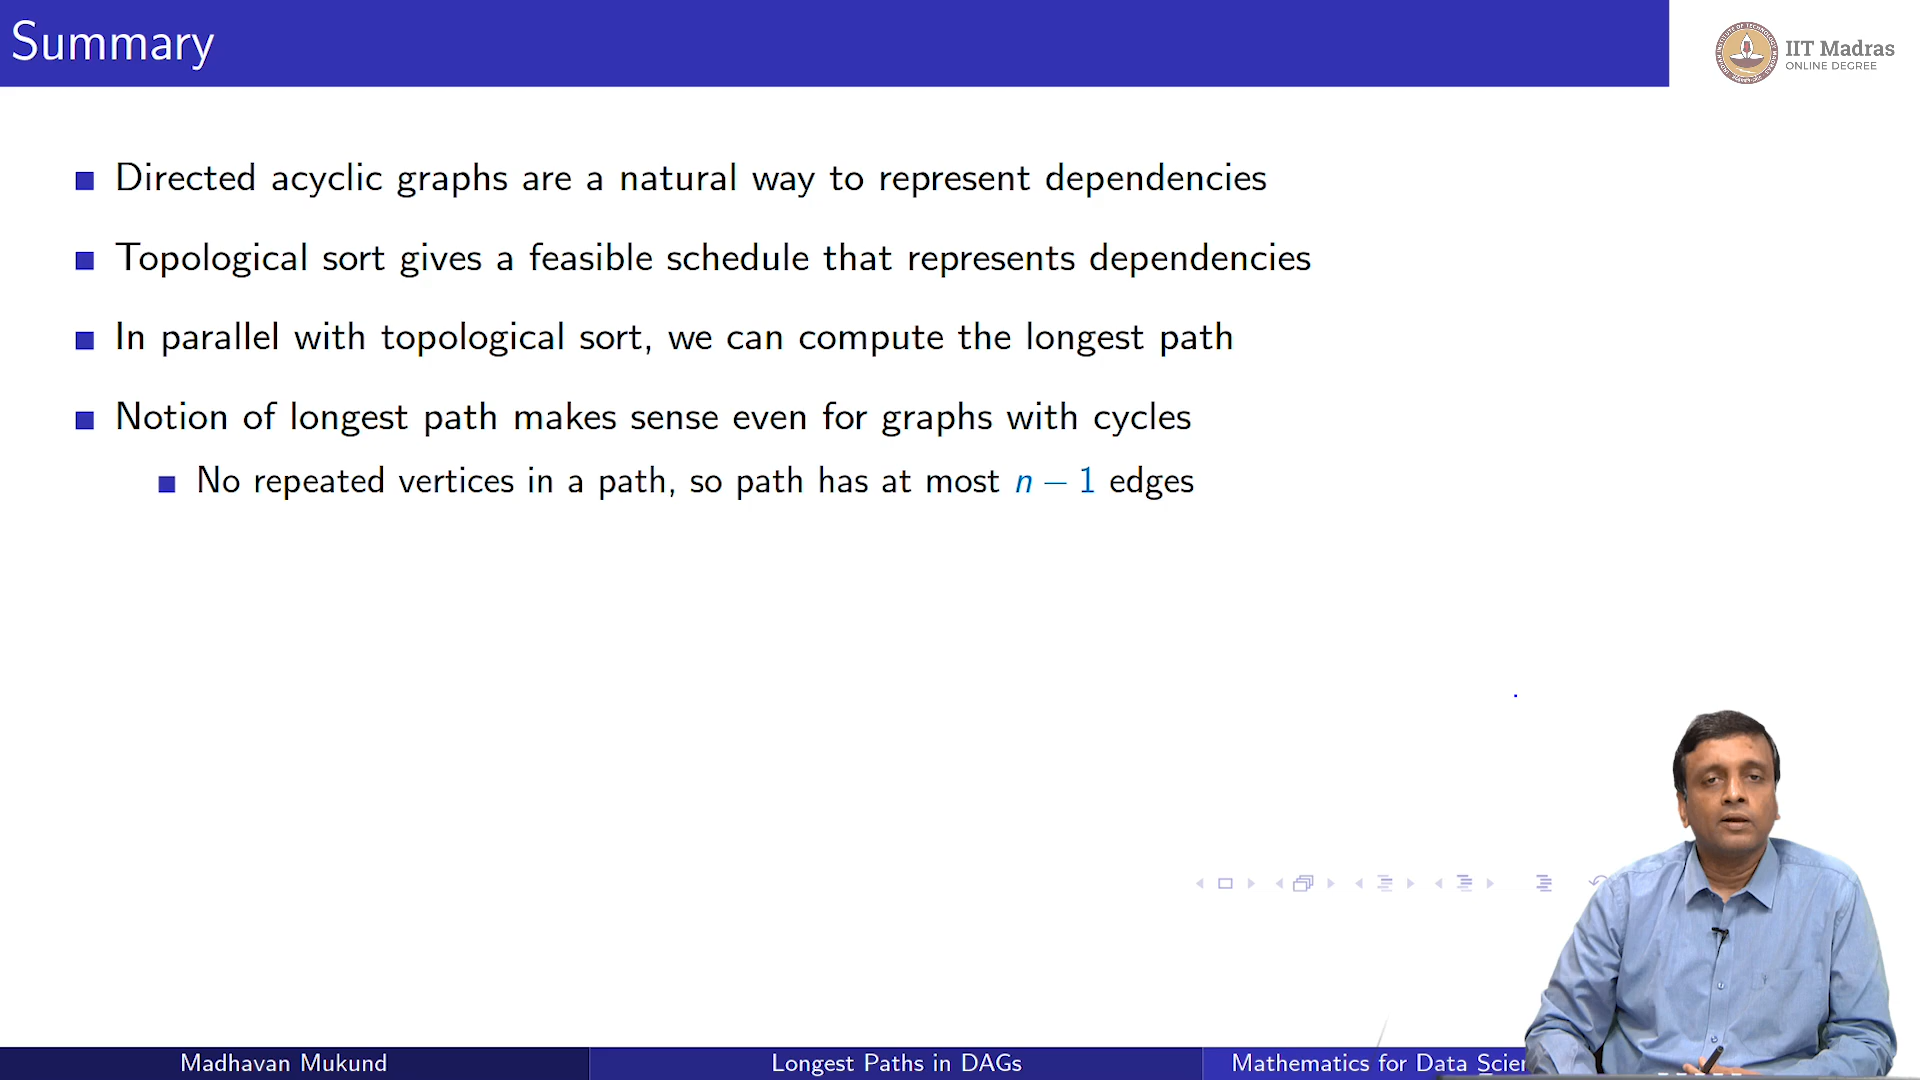 Summary
IIT Madras
ONLINE DEGREE
Directed acyclic graphs are a natural way to represent dependencies
Topological sort gives a feasible schedule that represents dependencies
In parallel with topological sort, we can compute the longest path
Notion of longest path makes sense even for graphs with cycles
No repeated vertices in a path, so path has at most n − 1 edges
Madhavan Mukund
Longest Paths in DAGs
Mathematics for Data Scien